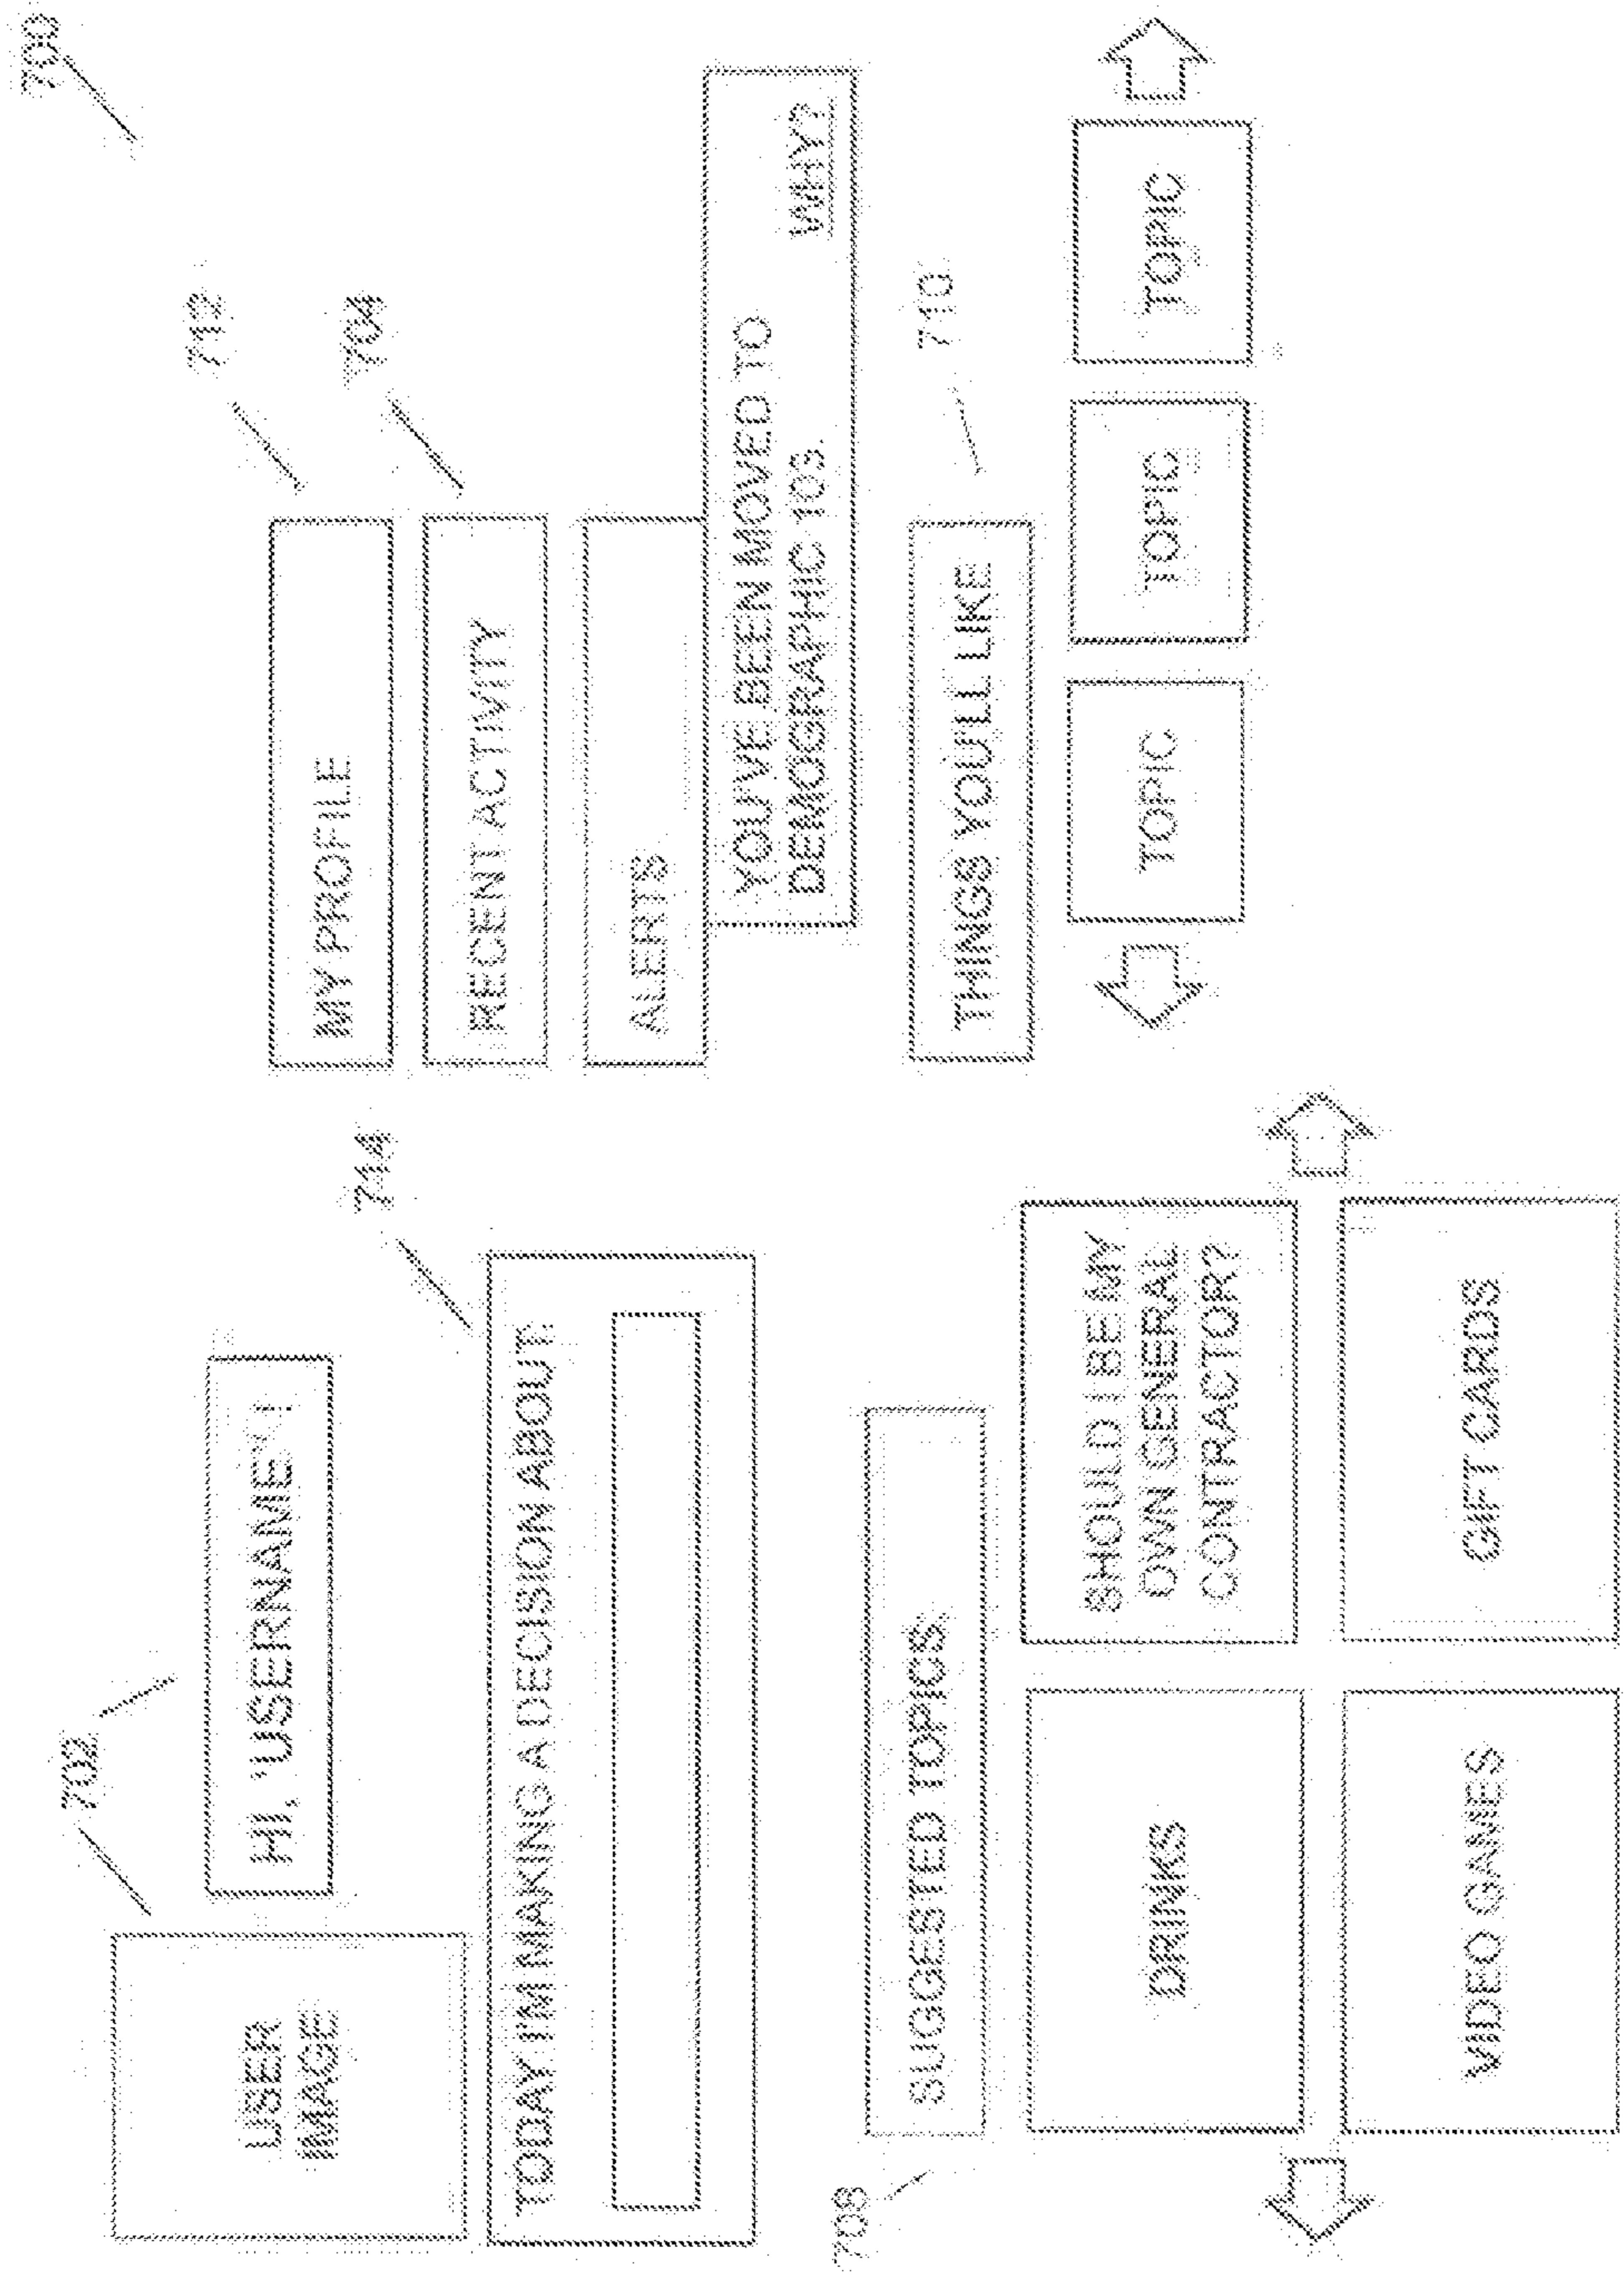 700
702
USER
IMAGE
HI, 'USERNAME'!
714
TODAY I'M MAKING A DECISION ABOUT:
708
SUGGESTED TOPICS
DRINKS
SHOULD I BE MY
OWN GENERAL
CONTRACTOR?
VIDEO GAMES
GIFT CARDS
712
MY PROFILE
704
RECENT ACTIVITY
ALERTS
YOU'VE BEEN MOVED TO
DEMOGRAPHIC 103.
WHY?
710
THINGS YOU'LL LIKE
TOPIC
TOPIC
TOPIC